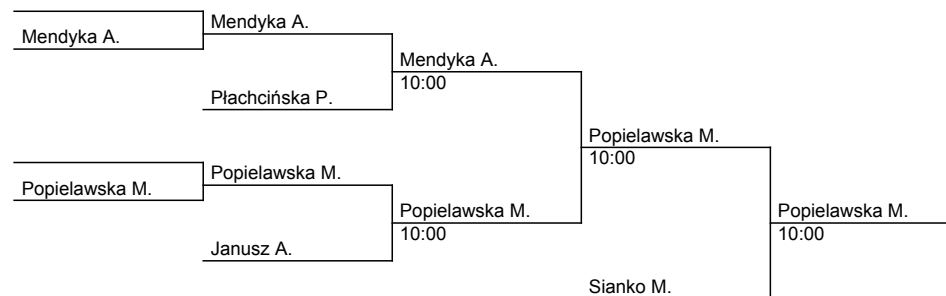 Mendyka A.
Mendyka A.
Mendyka A.
10:00
Płachcińska P.
Popielawska M.
10:00
Popielawska M.
Popielawska M.
Popielawska M.
10:00
Popielawska M.
10:00
Janusz A.
Sianko M.